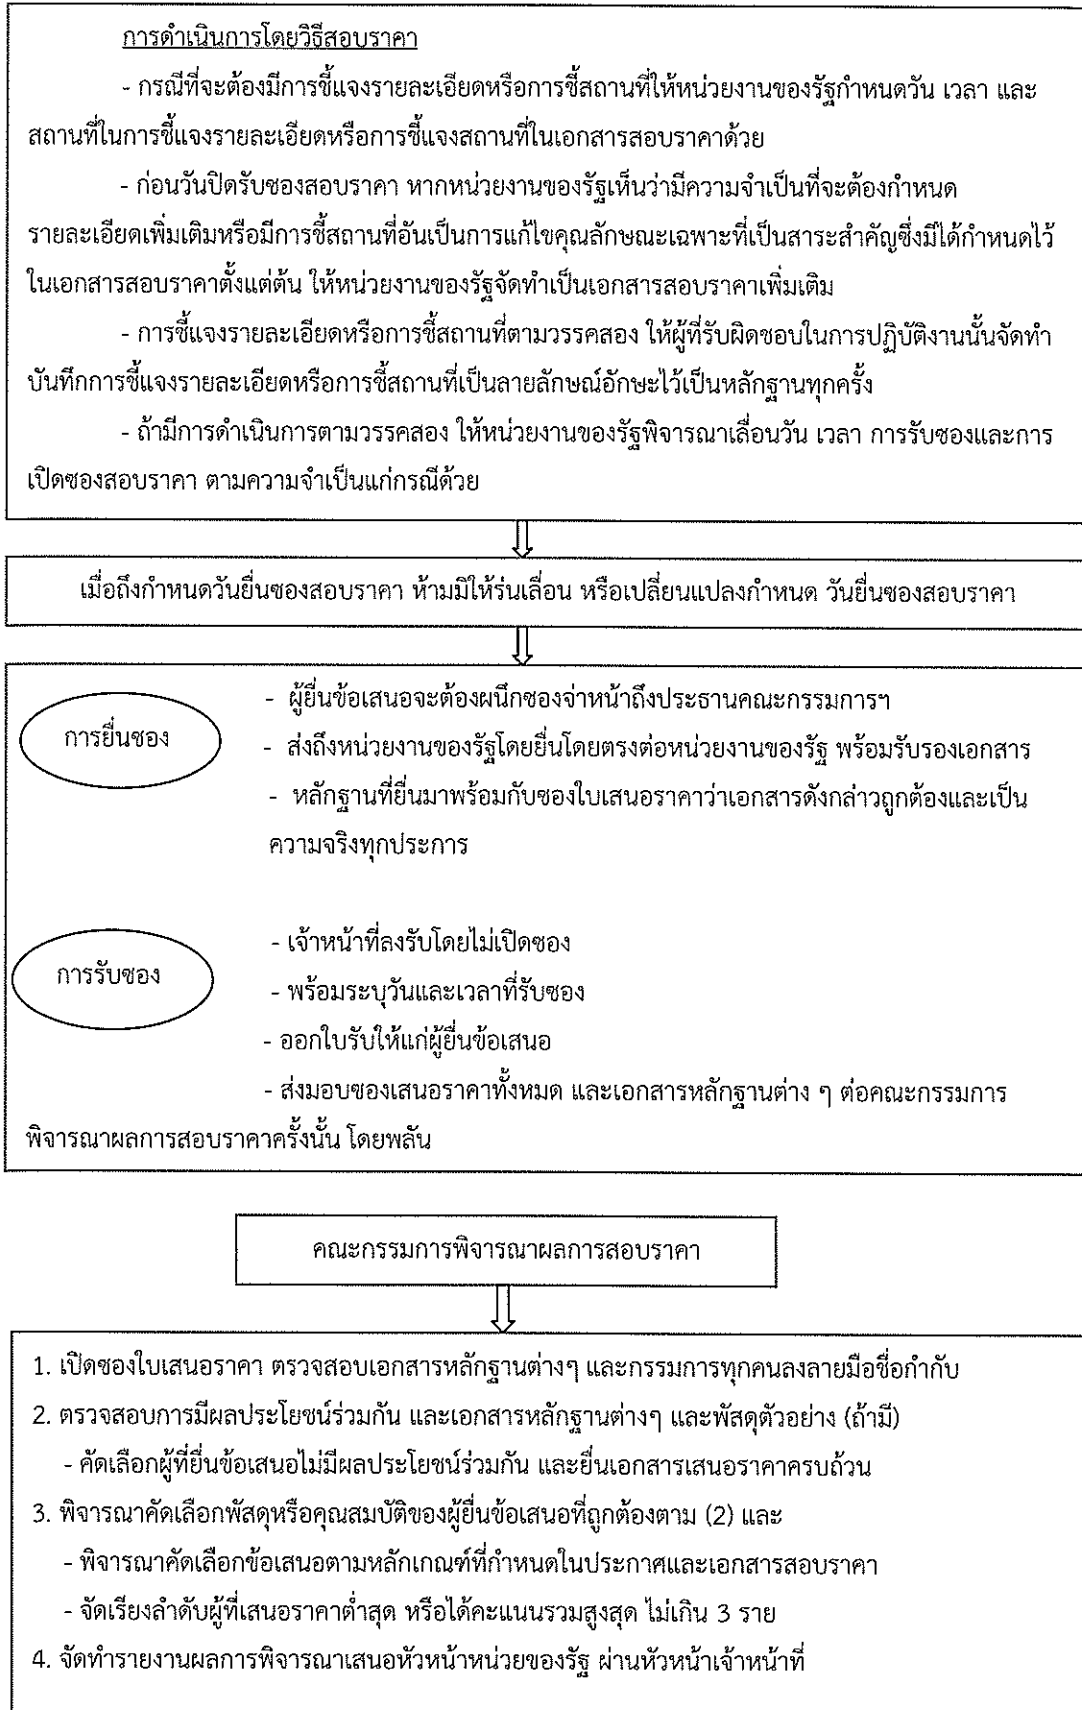 การดำเนินการโดยวิธีสอบราคา
- กรณีที่จะต้องมีการชี้แจงรายละเอียดหรือการชี้สถานที่ให้หน่วยงานของรัฐกำหนดวัน เวลา และ
สถานที่ในการชี้แจงรายละเอียดหรือการชี้แจงสถานที่ในเอกสารสอบราคาด้วย
- ก่อนวันปิดรับซองสอบราคา หากหน่วยงานของรัฐเห็นว่ามีความจำเป็นที่จะต้องกำหนด
รายละเอียดเพิ่มเติมหรือมีการชี้สถานที่อันเป็นการแก้ไขคุณลักษณะเฉพาะที่เป็นสาระสำคัญซึ่งมิได้กำหนดไว้
ในเอกสารสอบราคาตั้งแต่ต้น ให้หน่วยงานของรัฐจัดทำเป็นเอกสารสอบราคาเพิ่มเติม
- การชี้แจงรายละเอียดหรือการชี้สถานที่ตามวรรคสอง ให้ผู้ที่รับผิดชอบในการปฏิบัติงานนั้นจัดทำ
บันทึกการชี้แจงรายละเอียดหรือการชี้สถานที่เป็นลายลักษณ์อักษะไว้เป็นหลักฐานทุกครั้ง
- ถ้ามีการดำเนินการตามวรรคสอง ให้หน่วยงานของรัฐพิจารณาเลื่อนวัน เวลา การรับซองและการ
เปิดซองสอบราคา ตามความจำเป็นแก่กรณีด้วย
เมื่อถึงกำหนดวันยื่นซองสอบราคา ห้ามมิให้ร่นเลื่อน หรือเปลี่ยนแปลงกำหนด วันยื่นซองสอบราคา
การยื่นซอง
- ผู้ยื่นข้อเสนอจะต้องผนึกซองจ่าหน้าถึงประธานคณะกรรมการฯ
- ส่งถึงหน่วยงานของรัฐโดยยื่นโดยตรงต่อหน่วยงานของรัฐ พร้อมรับรองเอกสาร
- หลักฐานที่ยื่นมาพร้อมกับซองใบเสนอราคาว่าเอกสารดังกล่าวถูกต้องและเป็น
ความจริงทุกประการ
การรับซอง
- เจ้าหน้าที่ลงรับโดยไม่เปิดซอง
- พร้อมระบุวันและเวลาที่รับซอง
- ออกใบรับให้แก่ผู้ยื่นข้อเสนอ
- ส่งมอบซองเสนอราคาทั้งหมด และเอกสารหลักฐานต่าง ๆ ต่อคณะกรรมการ
พิจารณาผลการสอบราคาครั้งนั้น โดยพลัน
คณะกรรมการพิจารณาผลการสอบราคา
1. เปิดซองใบเสนอราคา ตรวจสอบเอกสารหลักฐานต่างๆ และกรรมการทุกคนลงลายมือชื่อกำกับ
2. ตรวจสอบการมีผลประโยชน์ร่วมกัน และเอกสารหลักฐานต่างๆ และพัสดุตัวอย่าง (ถ้ามี)
- คัดเลือกผู้ที่ยื่นข้อเสนอไม่มีผลประโยชน์ร่วมกัน และยื่นเอกสารเสนอราคาครบถ้วน
3. พิจารณาคัดเลือกพัสดุหรือคุณสมบัติของผู้ยื่นข้อเสนอที่ถูกต้องตาม (2) และ
- พิจารณาคัดเลือกข้อเสนอตามหลักเกณฑ์ที่กำหนดในประกาศและเอกสารสอบราคา
- จัดเรียงลำดับผู้ที่เสนอราคาต่ำสุด หรือได้คะแนนรวมสูงสุด ไม่เกิน 3 ราย
4. จัดทำรายงานผลการพิจารณาเสนอหัวหน้าหน่วยของรัฐ ผ่านหัวหน้าเจ้าหน้าที่